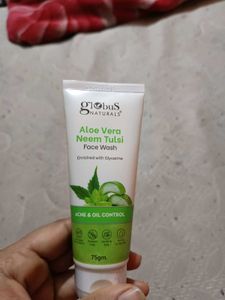 globus
NATURALS
Aloe Vera
Neem Tulsi
Face Wash
Enriched with Glycerine
ACNE & OIL CONTROL
75gm